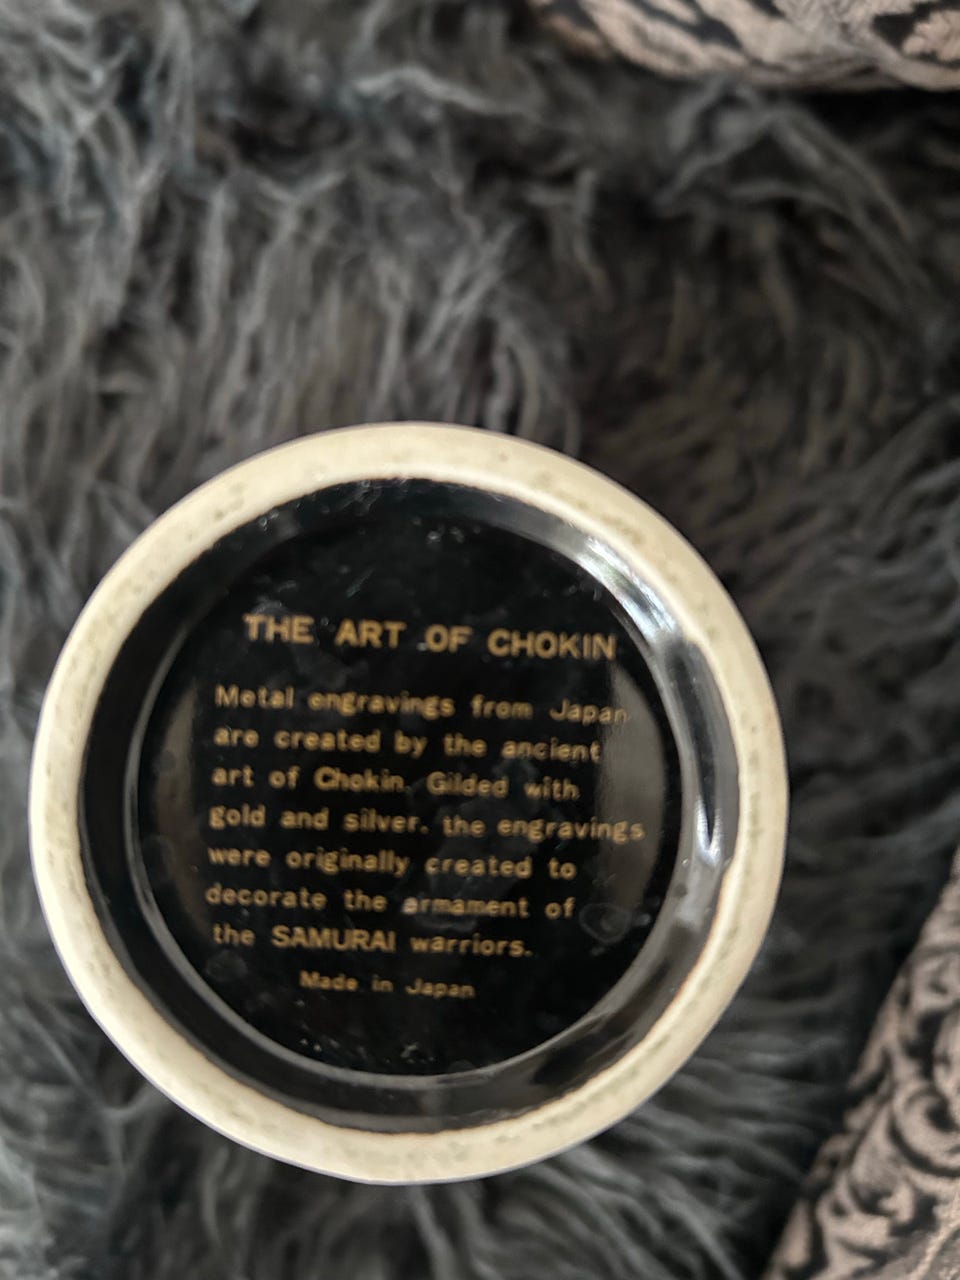 THE ART OF CHOKIN
Metal engravings from Japan
are created by the ancient
art of Chokin. Gilded with
gold and silver. the engravings
were originally created to
decorate the armament of
the SAMURAI warriors.
Made in Japan